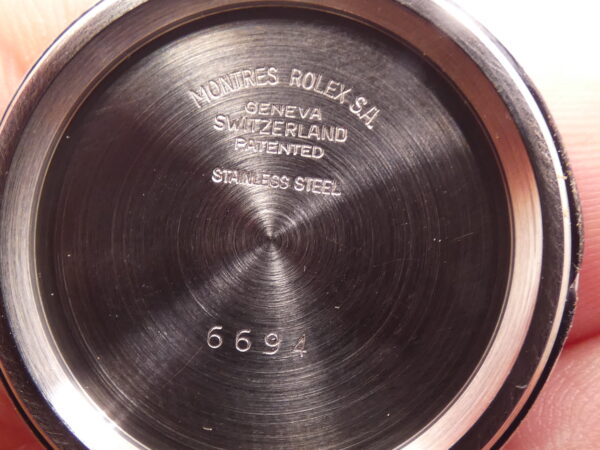 MONTRES ROLEX S.A.
GENEVA
SWITZERLAND
PATENTED
STAINLESS STEEL
6694